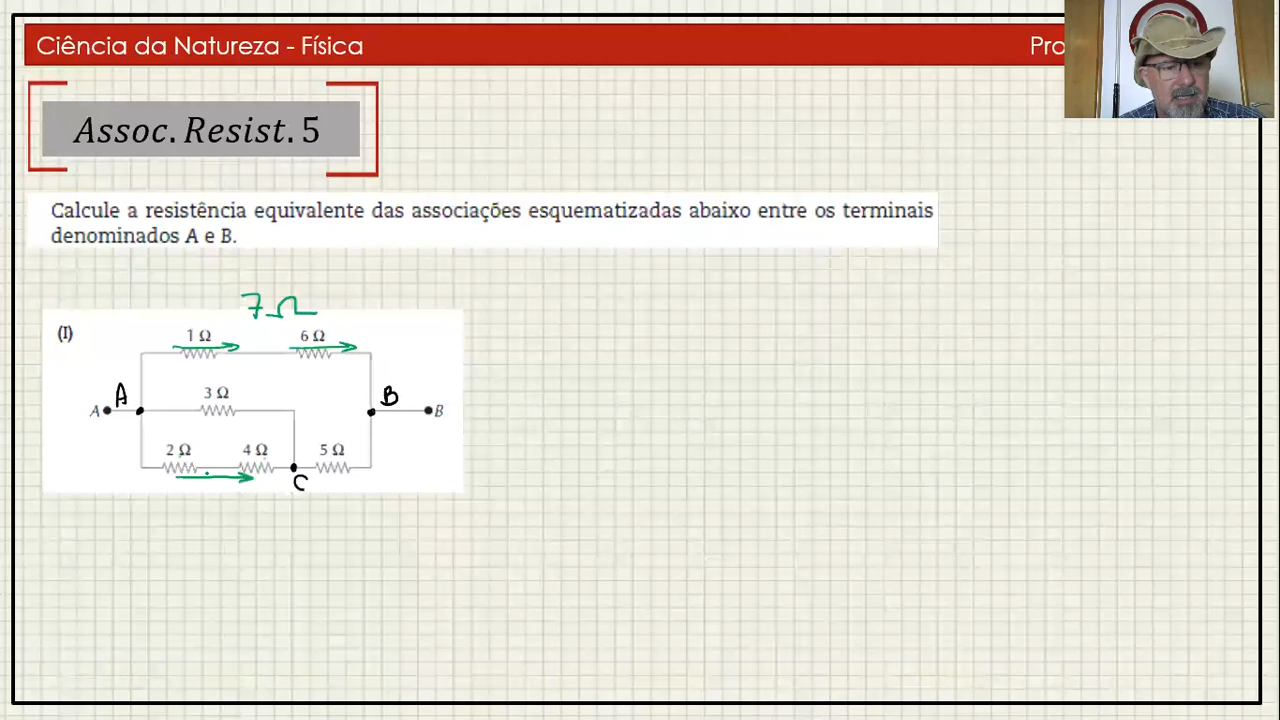 Ciência da Natureza - Física
Pro
Assoc. Resist. 5
Calcule a resistência equivalente das associações esquematizadas abaixo entre os terminais
denominados A e B.
7 Ω
(I)
1 Ω 6 Ω
3 Ω
A A B B
2 Ω 4 Ω 5 Ω
C